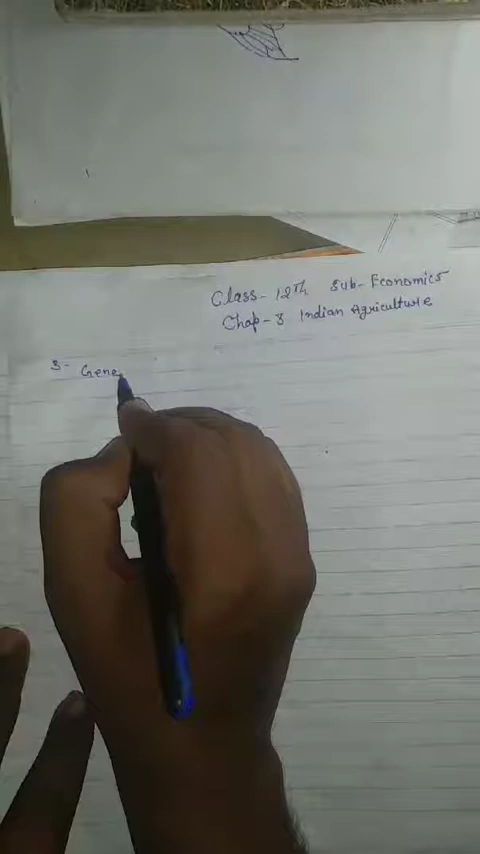 Class- 12Th Sub- Economics
Chap- 3 Indian Agriculture
3- Gene